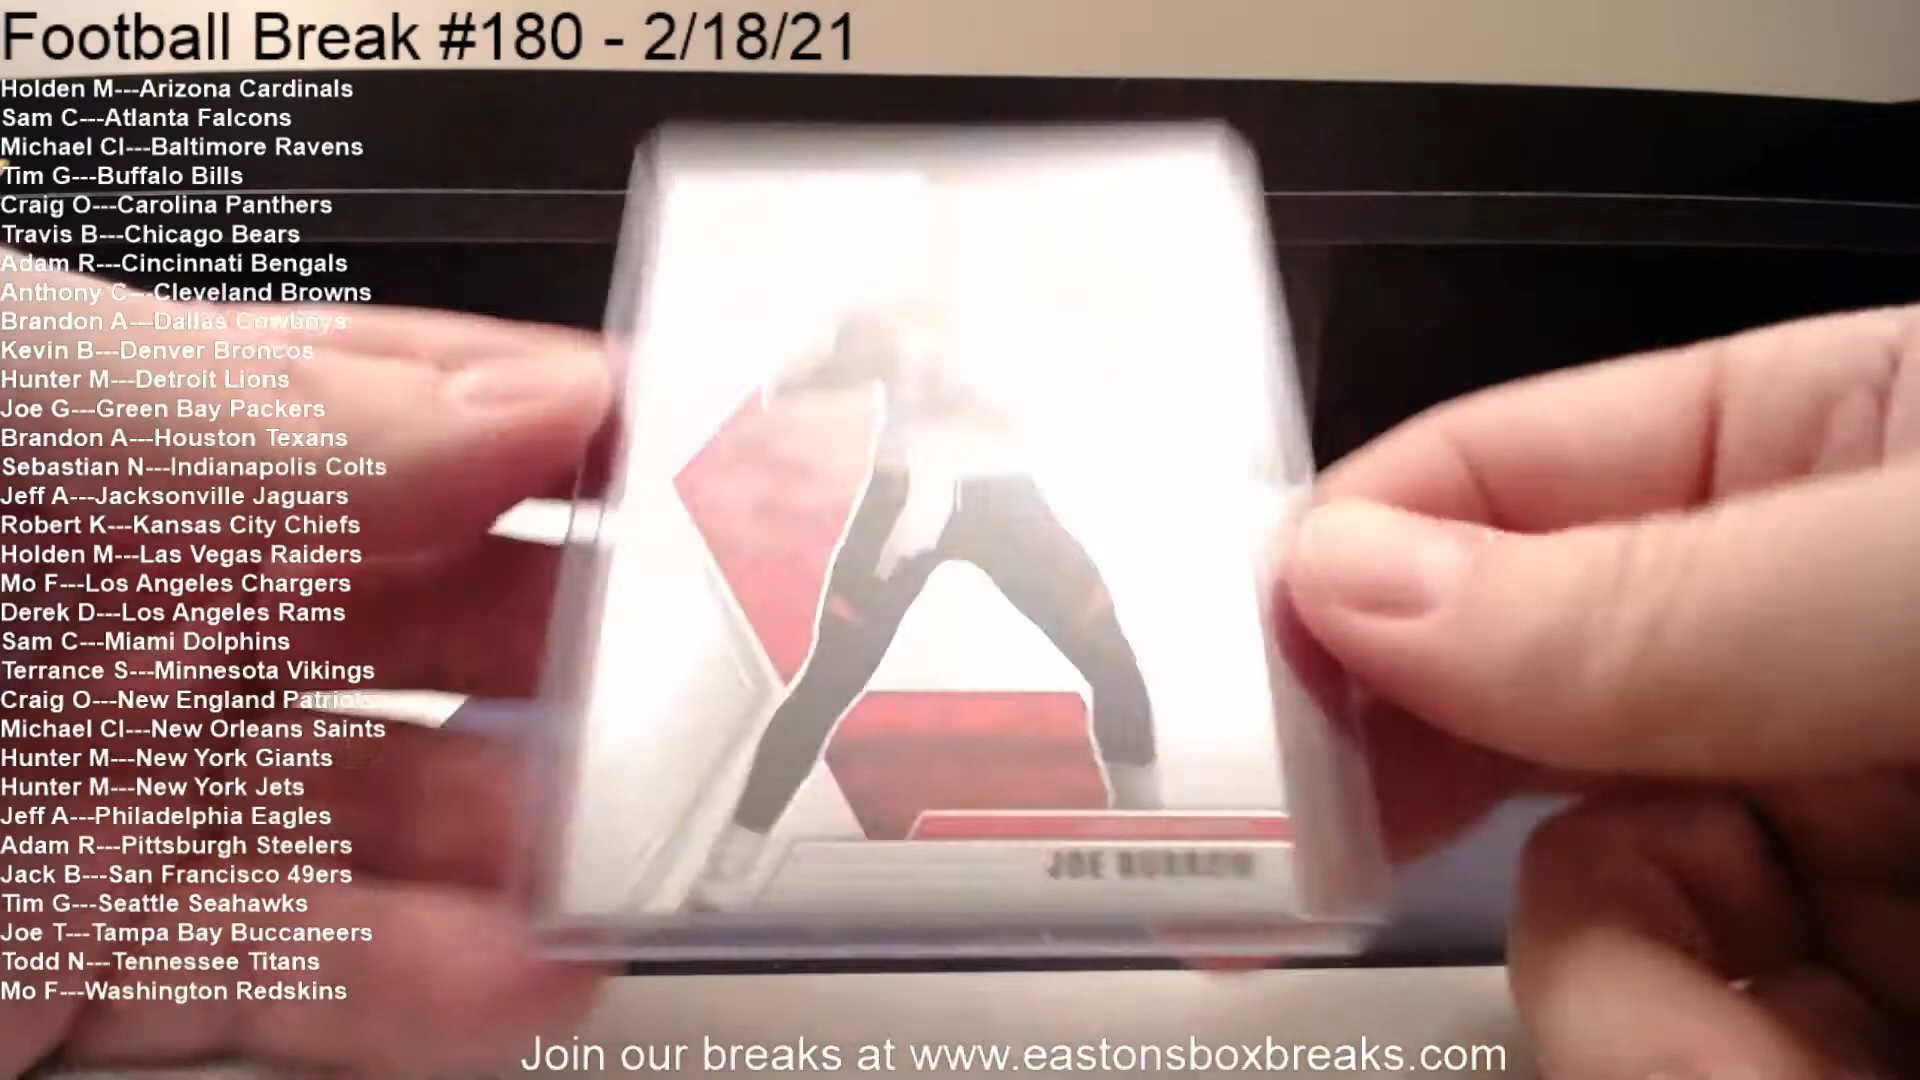 Football Break #180 - 2/18/21
Holden M---Arizona Cardinals
Sam C---Atlanta Falcons
Michael Cl---Baltimore Ravens
Tim G---Buffalo Bills
Craig O---Carolina Panthers
Travis B---Chicago Bears
Adam R---Cincinnati Bengals
Anthony C---Cleveland Browns
Brandon A---Dallas Cowboys
Kevin B---Denver Broncos
Hunter M---Detroit Lions
Joe G---Green Bay Packers
Brandon A---Houston Texans
Sebastian N---Indianapolis Colts
Jeff A---Jacksonville Jaguars
Robert K---Kansas City Chiefs
Holden M---Las Vegas Raiders
Mo F---Los Angeles Chargers
Derek D---Los Angeles Rams
Sam C---Miami Dolphins
Terrance S---Minnesota Vikings
Craig O---New England Patriots
Michael Cl---New Orleans Saints
Hunter M---New York Giants
Hunter M---New York Jets
Jeff A---Philadelphia Eagles
Adam R---Pittsburgh Steelers
Jack B---San Francisco 49ers
Tim G---Seattle Seahawks
Joe T---Tampa Bay Buccaneers
Todd N---Tennessee Titans
Mo F---Washington Redskins
JOE BURROW
Join our breaks at www.eastonsboxbreaks.com